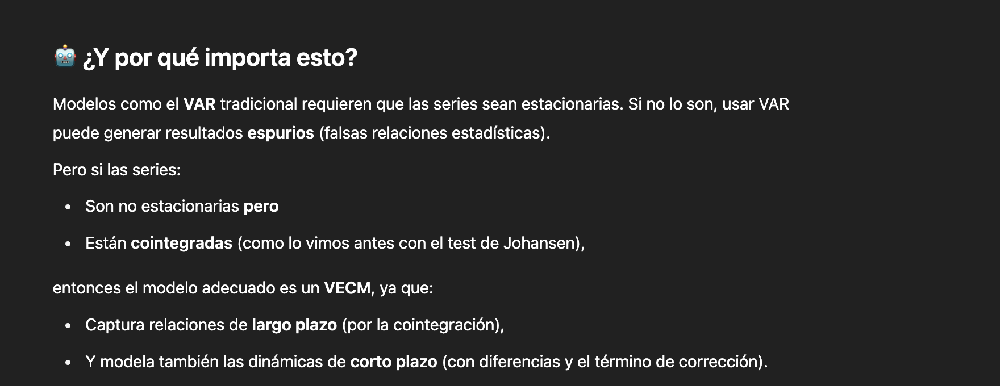 🤖 ¿Y por qué importa esto?
Modelos como el VAR tradicional requieren que las series sean estacionarias. Si no lo son, usar VAR
puede generar resultados espurios (falsas relaciones estadísticas).
Pero si las series:
• Son no estacionarias pero
• Están cointegradas (como lo vimos antes con el test de Johansen),
entonces el modelo adecuado es un VECM, ya que:
• Captura relaciones de largo plazo (por la cointegración),
• Y modela también las dinámicas de corto plazo (con diferencias y el término de corrección).